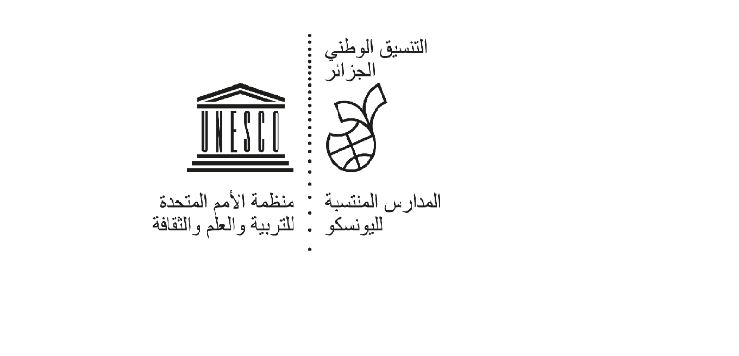 التنسيق الوطني
الجزائر
UNESCO
المدارس المنتسبة
لليونسكو
منظمة الأمم المتحدة
للتربية والعلم والثقافة